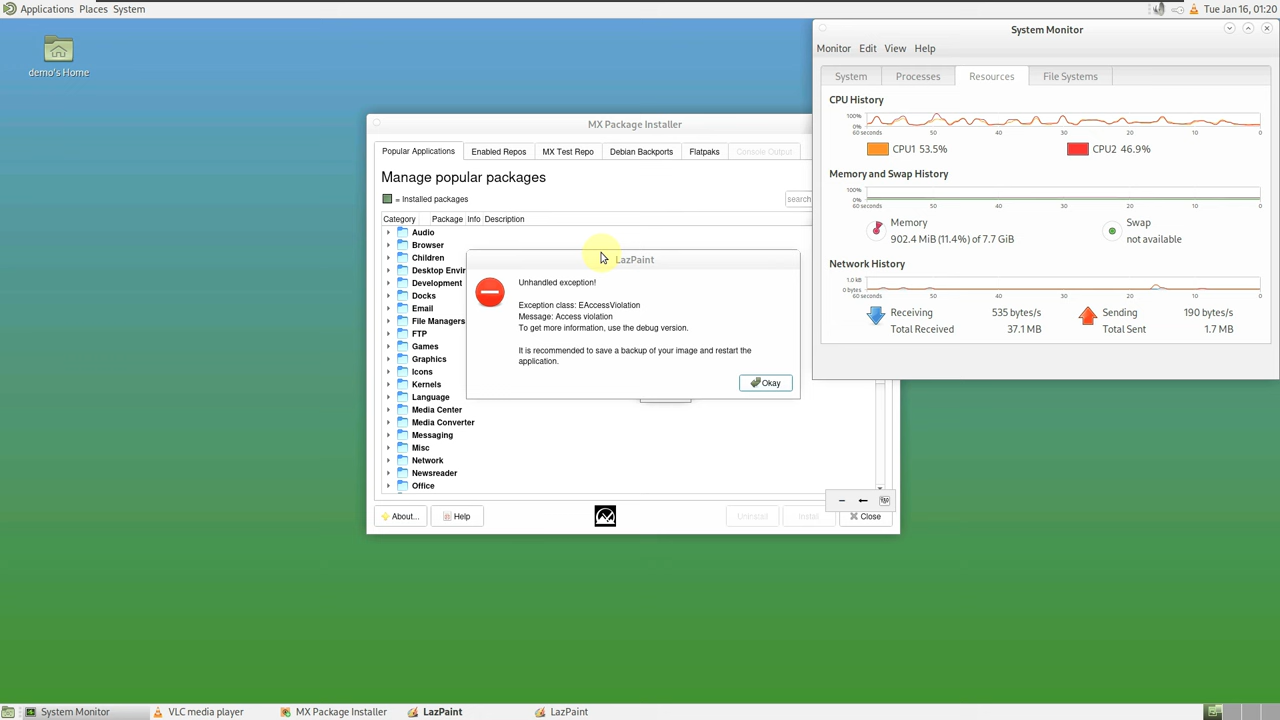 Applications Places System
Tue Jan 16, 01:20
demo's Home
System Monitor
Monitor Edit View Help
System Processes Resources File Systems
CPU History
100%
0%
60 seconds 50 40 30 20 10 0
CPU1 53.5% CPU2 46.9%
Memory and Swap History
100%
0%
60 seconds 50 40 30 20 10 0
Memory
902.4 MiB (11.4%) of 7.7 GiB
Swap
not available
Network History
1.0 kB
0 bytes
60 seconds 50 40 30 20 10 0
Receiving 535 bytes/s Sending 190 bytes/s
Total Received 37.1 MB Total Sent 1.7 MB
MX Package Installer
Popular Applications Enabled Repos MX Test Repo Debian Backports Flatpaks Console Output
Manage popular packages
= Installed packages
search
Category Package Info Description
Audio
Browser
Children
Desktop Envir
Development
Docks
Email
File Managers
FTP
Games
Graphics
Icons
Kernels
Language
Media Center
Media Converter
Messaging
Misc
Network
Newsreader
Office
LazPaint
Unhandled exception!
Exception class: EAccessViolation
Message: Access violation
To get more information, use the debug version.
It is recommended to save a backup of your image and restart the
application.
Okay
About... Help Uninstall Install Close
System Monitor VLC media player MX Package Installer LazPaint LazPaint